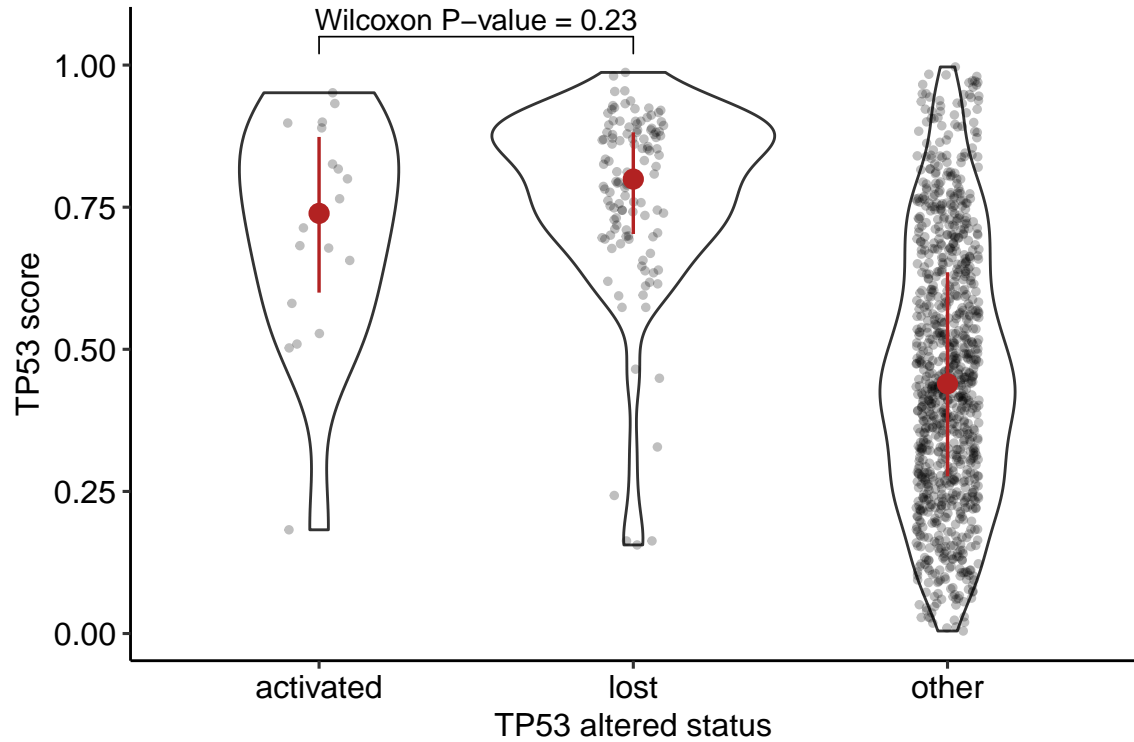 Wilcoxon P−value = 0.23
1.00
0.75
0.50
0.25
0.00
TP53 score
activated lost other
TP53 altered status